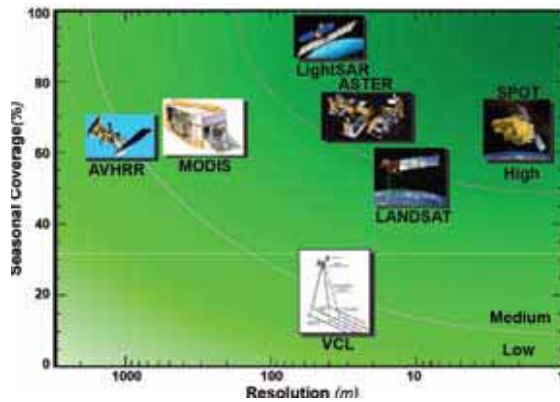 100
LightSAR
ASTER
80
SPOT
60
AVHRR
MODIS
High
LANDSAT
40
20
Medium
VCL
Low
0
1000
100
10
1
Seasonal Coverage(%)
Resolution (m)